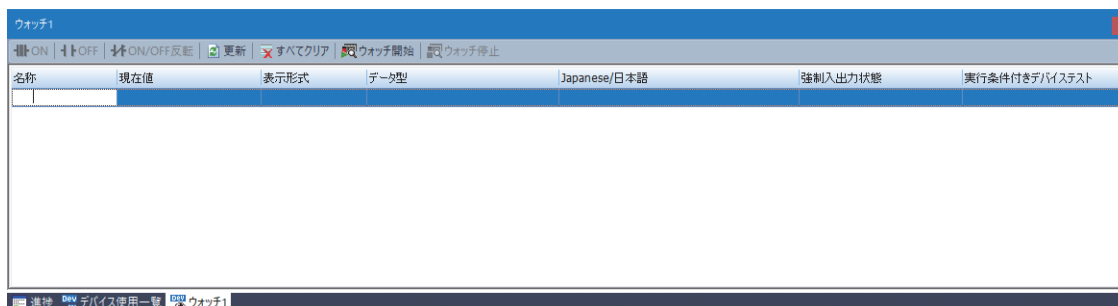 ウォッチ1
ON OFF ON/OFF反転 更新 すべてクリア ウォッチ開始 ウォッチ停止
名称 現在値 表示形式 データ型 Japanese/日本語 強制入出力状態 実行条件付きデバイステスト
進捗 デバイス使用一覧 ウォッチ1